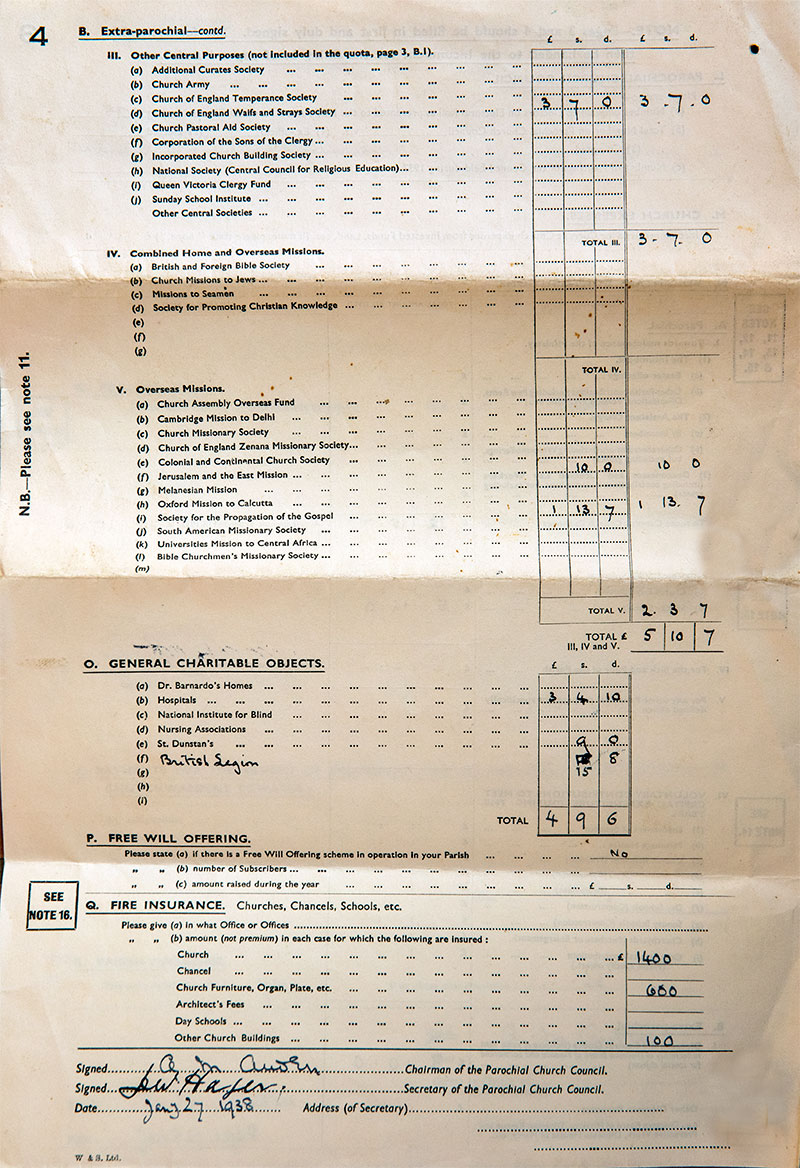 4
B. Extra-parochial—contd.
£ s. d. £ s. d.
III. Other Central Purposes (not included in the quota, page 3, B.I).
(a) Additional Curates Society
(b) Church Army
(c) Church of England Temperance Society 3 7 0 3 . 7 . 0
(d) Church of England Waifs and Strays Society
(e) Church Pastoral Aid Society
(f) Corporation of the Sons of the Clergy
(g) Incorporated Church Building Society
(h) National Society (Central Council for Religious Education)
(i) Queen Victoria Clergy Fund
(j) Sunday School Institute
Other Central Societies
TOTAL III. 3 - 7 . 0
IV. Combined Home and Overseas Missions.
(a) British and Foreign Bible Society
(b) Church Missions to Jews
(c) Missions to Seamen
(d) Society for Promoting Christian Knowledge
(e)
(f)
(g)
TOTAL IV.
N.B.—Please see note 11.
V. Overseas Missions.
(a) Church Assembly Overseas Fund
(b) Cambridge Mission to Delhi
(c) Church Missionary Society
(d) Church of England Zenana Missionary Society
(e) Colonial and Continental Church Society
(f) Jerusalem and the East Mission 10 0 10 0
(g) Melanesian Mission
(h) Oxford Mission to Calcutta
(i) Society for the Propagation of the Gospel 1 13 7 1 13 . 7
(j) South American Missionary Society
(k) Universities Mission to Central Africa
(l) Bible Churchmen's Missionary Society
(m)
TOTAL V. 2 . 3 7
TOTAL £ 5 10 7
III, IV and V.
O. GENERAL CHARITABLE OBJECTS.
£ s. d.
(a) Dr. Barnardo's Homes
(b) Hospitals 3 4 10
(c) National Institute for Blind
(d) Nursing Associations
(e) St. Dunstan's 9 0
(f) British Legion 15 8
(g)
(h)
(i)
TOTAL 4 9 6
P. FREE WILL OFFERING.
Please state (a) if there is a Free Will Offering scheme in operation in your Parish No
„ „ (b) number of Subscribers
„ „ (c) amount raised during the year £ s. d.
SEE NOTE 16.
Q. FIRE INSURANCE. Churches, Chancels, Schools, etc.
Please give (a) in what Office or Offices
„ „ (b) amount (not premium) in each case for which the following are insured :
Church £ 1400
Chancel
Church Furniture, Organ, Plate, etc. 600
Architect's Fees
Day Schools
Other Church Buildings 100
Signed Chairman of the Parochial Church Council.
Signed Secretary of the Parochial Church Council.
Date Jany 27 1938 Address (of Secretary)
W & S. Ltd.